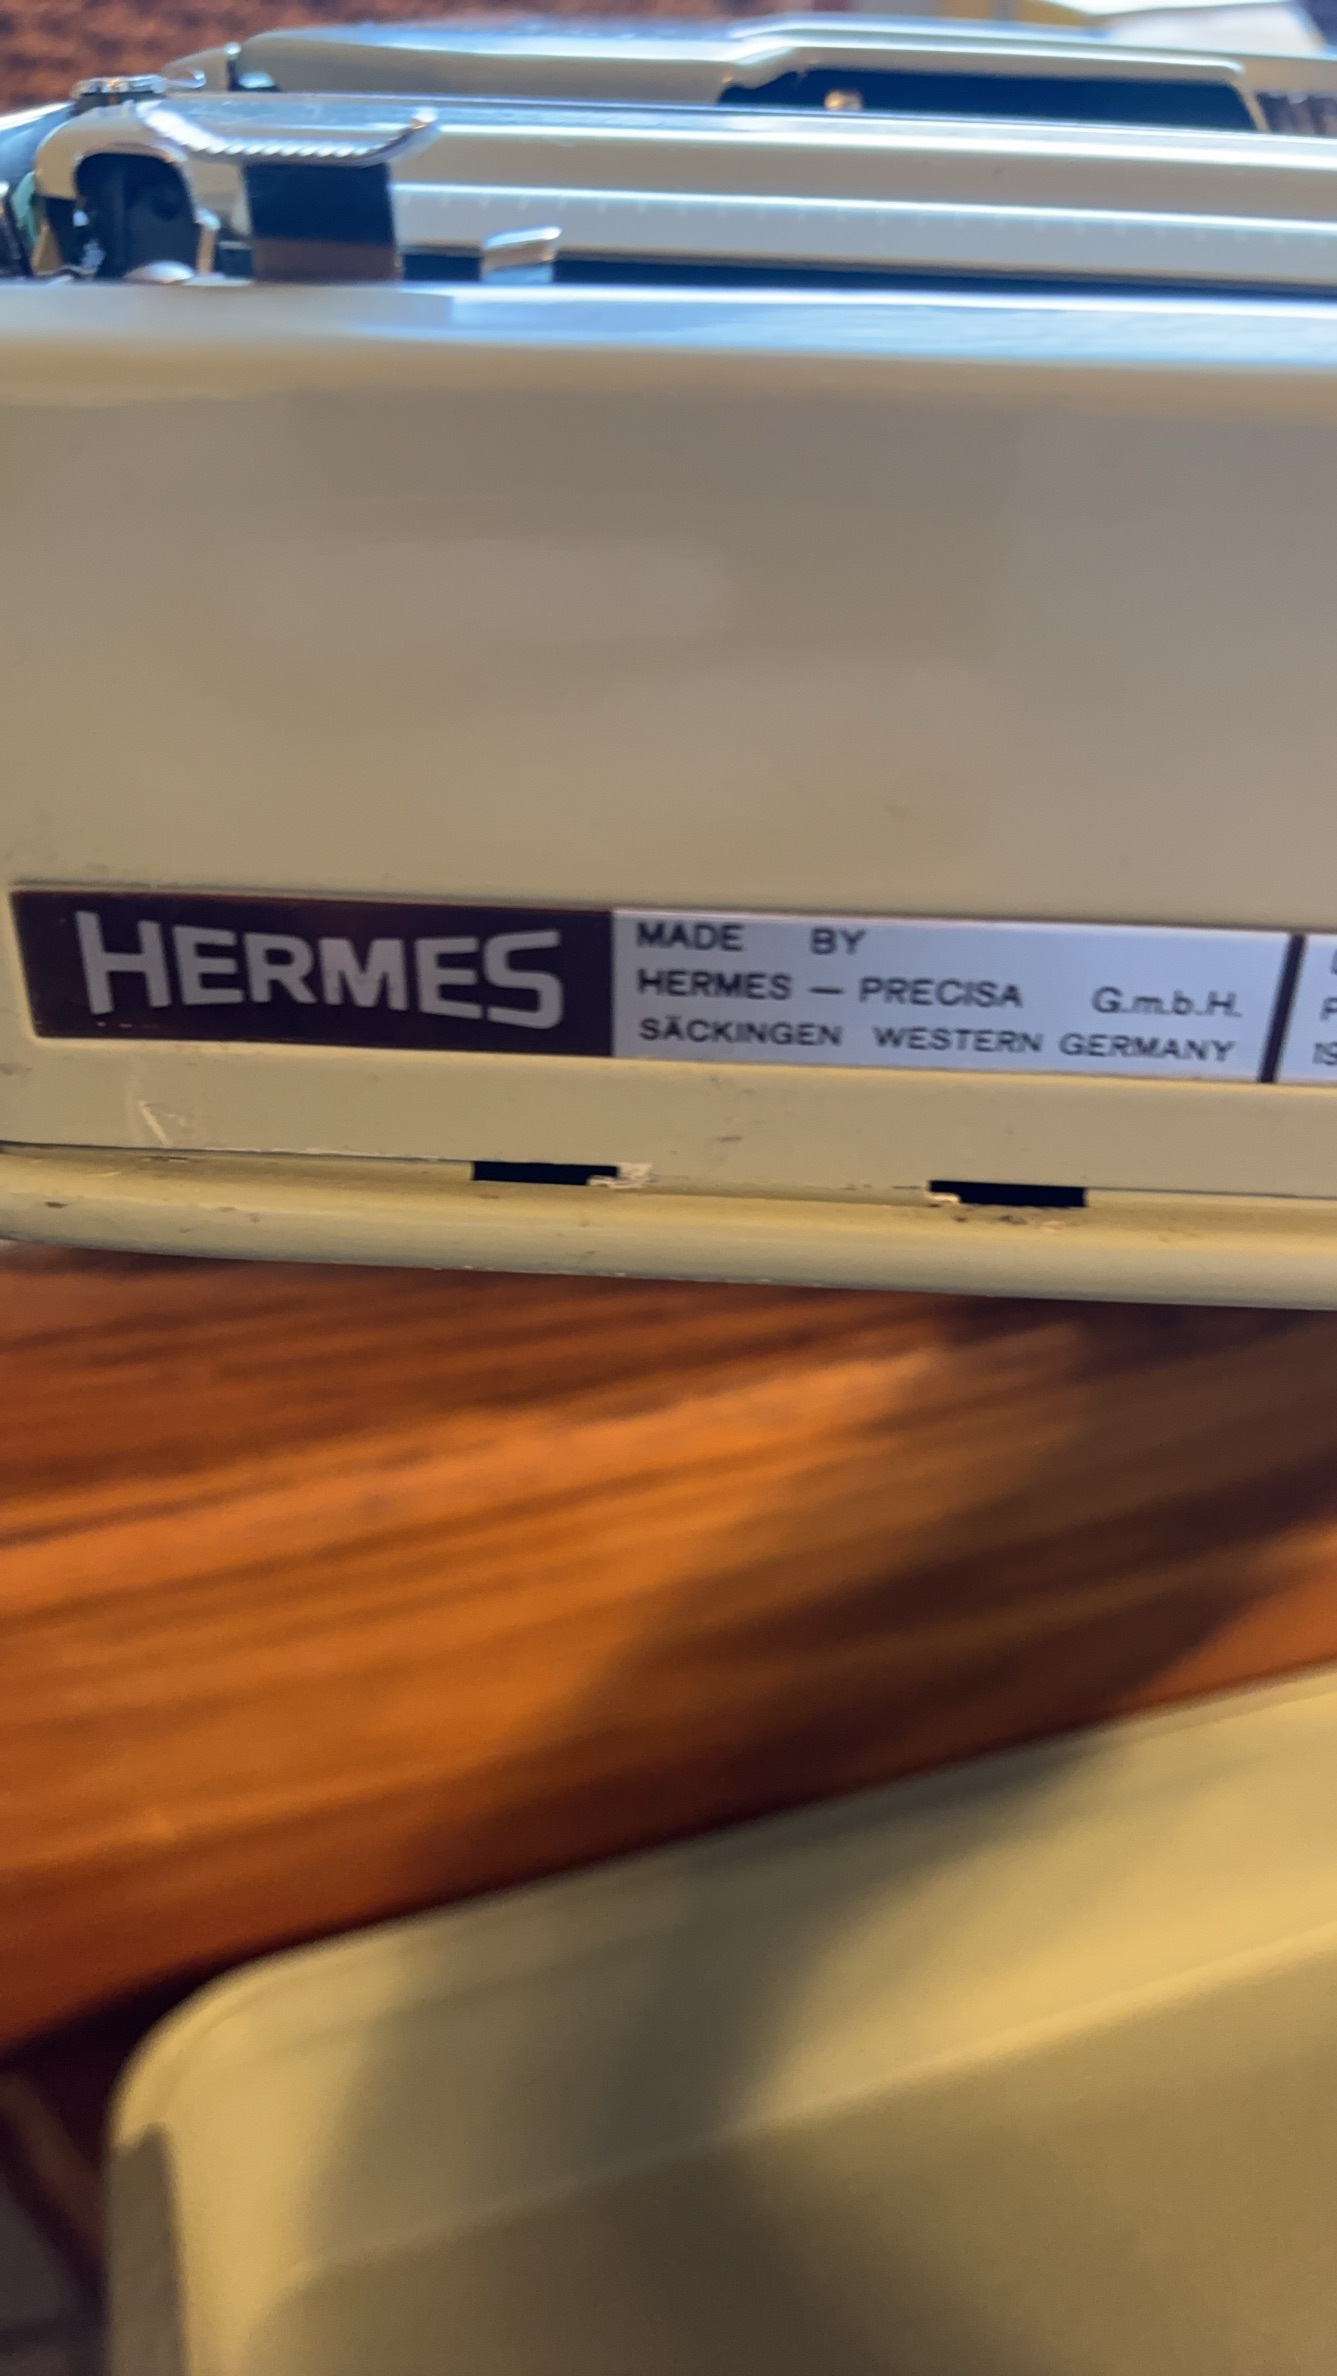 HERMES
MADE BY
HERMES — PRECISA G.m.b.H.
SÄCKINGEN WESTERN GERMANY